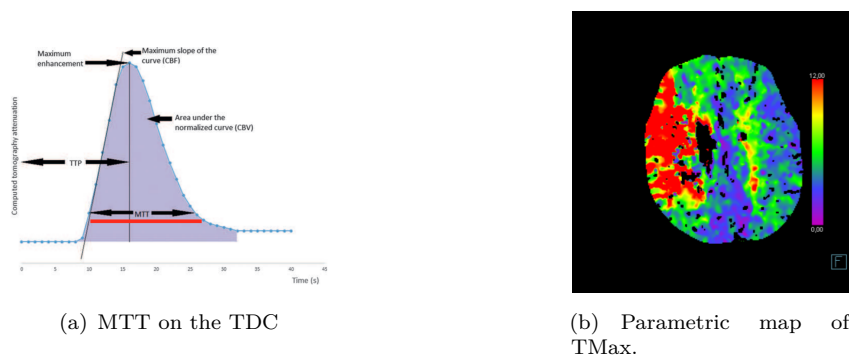 Maximum
enhancement
Maximum slope of the
curve (CBF)
Area under the
normalized curve (CBV)
Computed tomography attenuation
TTP
MTT
0 5 10 15 20 25 30 35 40 45
Time (s)
(a) MTT on the TDC
12,00
0,00
F
(b) Parametric map of
TMax.